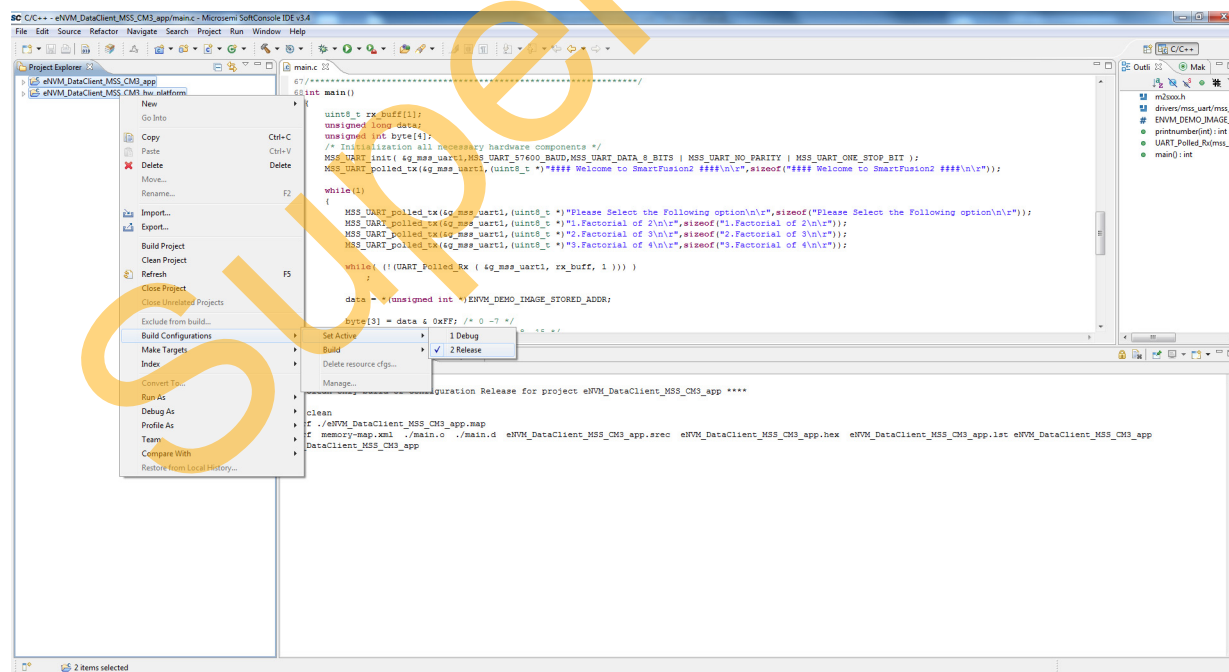 SC C/C++ - eNVM_DataClient_MSS_CM3_app/main.c - Microsemi SoftConsole IDE v3.4
File Edit Source Refactor Navigate Search Project Run Window Help
C/C++
Project Explorer
main.c
Outli Mak
eNVM_DataClient_MSS_CM3_app
eNVM_DataClient_MSS_CM3_hw_platform
New
Go Into
Copy Ctrl+C
Paste Ctrl+V
Delete Delete
Move...
Rename... F2
Import...
Export...
Build Project
Clean Project
Refresh F5
Close Project
Close Unrelated Projects
Exclude from build...
Build Configurations
Make Targets
Index
Convert To...
Run As
Debug As
Profile As
Team
Compare With
Restore from Local History...
Set Active
Build
Delete resource cfgs...
Manage...
1 Debug
2 Release
67/***************************************************************/
68int main()
{
uint8_t rx_buff[1];
unsigned long data;
unsigned int byte[4];
/* Initialization all necessary hardware components */
MSS_UART_init( &g_mss_uart1,MSS_UART_57600_BAUD,MSS_UART_DATA_8_BITS | MSS_UART_NO_PARITY | MSS_UART_ONE_STOP_BIT );
MSS_UART_polled_tx(&g_mss_uart1,(uint8_t *)"#### Welcome to SmartFusion2 ####\n\r",sizeof("#### Welcome to SmartFusion2 ####\n\r"));
while(1)
{
MSS_UART_polled_tx(&g_mss_uart1,(uint8_t *)"Please Select the Following option\n\r",sizeof("Please Select the Following option\n\r"));
MSS_UART_polled_tx(&g_mss_uart1,(uint8_t *)"1.Factorial of 2\n\r",sizeof("1.Factorial of 2\n\r"));
MSS_UART_polled_tx(&g_mss_uart1,(uint8_t *)"2.Factorial of 3\n\r",sizeof("2.Factorial of 3\n\r"));
MSS_UART_polled_tx(&g_mss_uart1,(uint8_t *)"3.Factorial of 4\n\r",sizeof("3.Factorial of 4\n\r"));
while( (!(UART_Polled_Rx ( &g_mss_uart1, rx_buff, 1 ))) )
;
data = *(unsigned int *)ENVM_DEMO_IMAGE_STORED_ADDR;
byte[3] = data & 0xFF; /* 0 -7 */
m2sxxx.h
drivers/mss_uart/mss_
ENVM_DEMO_IMAGE_
printnumber(int) : int
UART_Polled_Rx(mss_
main() : int
guration Release for project eNVM_DataClient_MSS_CM3_app ****
clean
f ./eNVM_DataClient_MSS_CM3_app.map
f memory-map.xml ./main.o ./main.d eNVM_DataClient_MSS_CM3_app.srec eNVM_DataClient_MSS_CM3_app.hex eNVM_DataClient_MSS_CM3_app.lst eNVM_DataClient_MSS_CM3_app
DataClient_MSS_CM3_app
2 items selected
Super